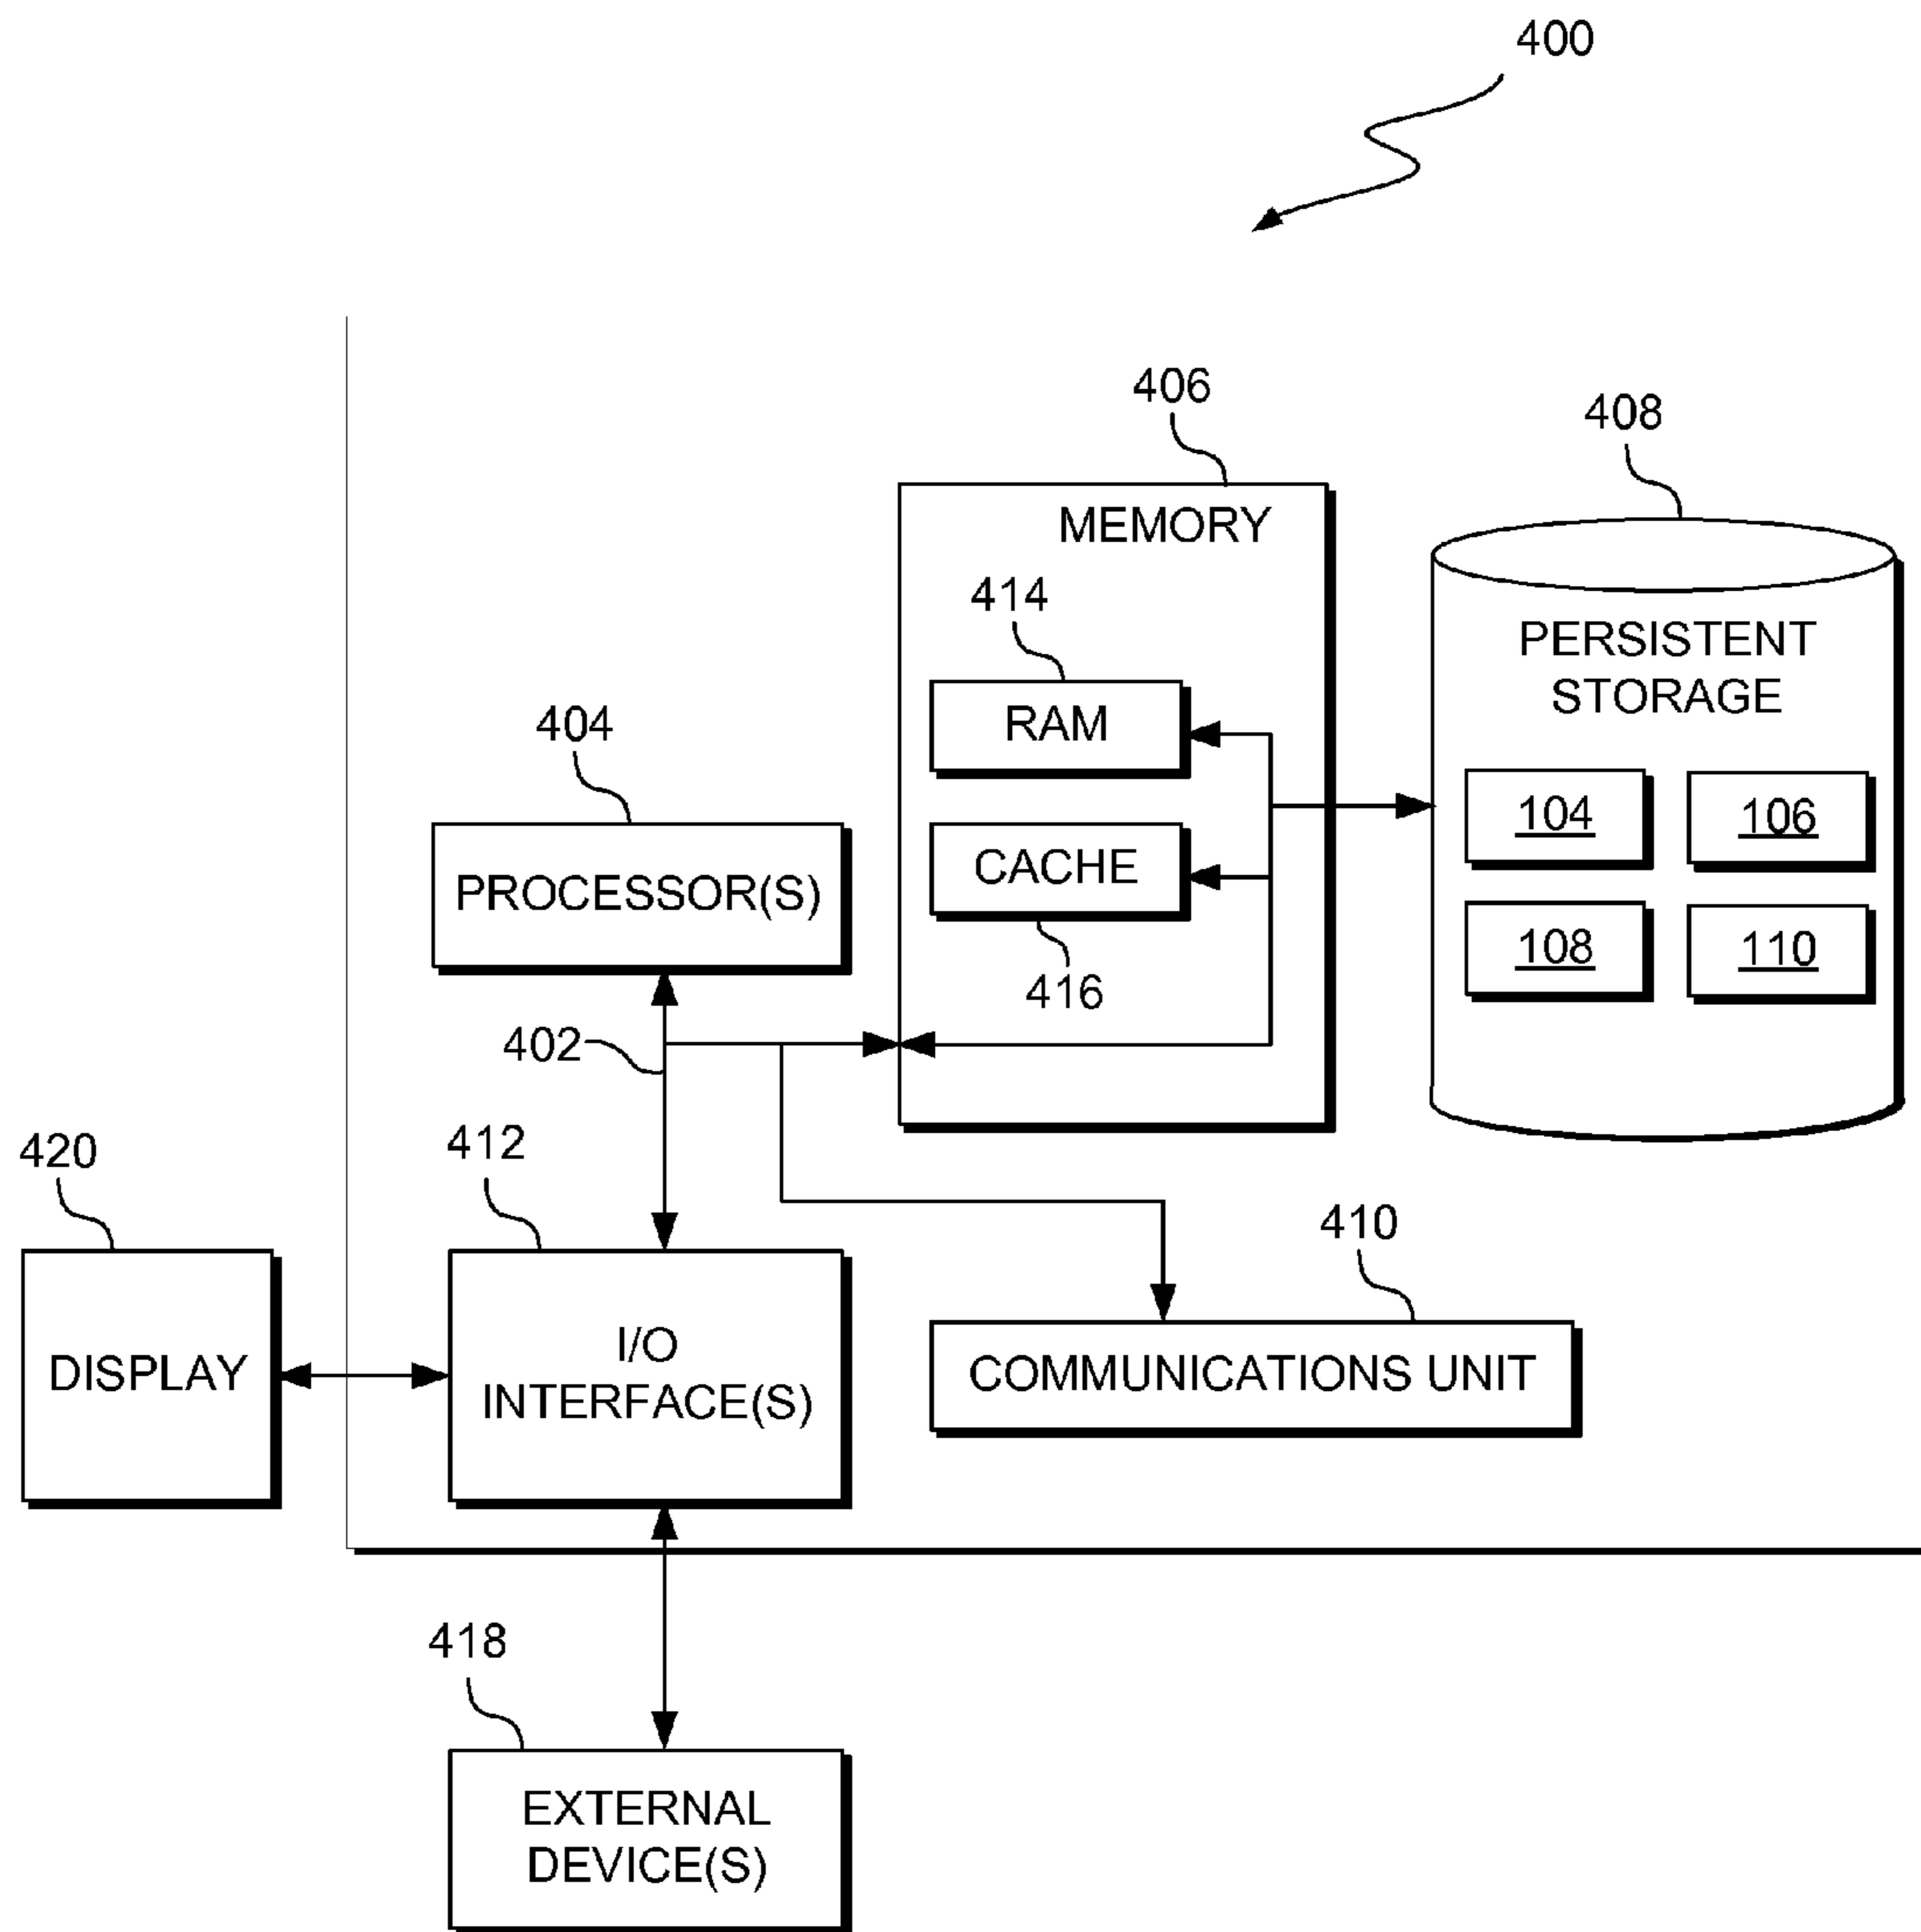 400
406
408
MEMORY
414
PERSISTENT
STORAGE
RAM
404
104
106
CACHE
PROCESSOR(S)
108
110
416
402
420
412
410
I/O
INTERFACE(S)
DISPLAY
COMMUNICATIONS UNIT
418
EXTERNAL
DEVICE(S)